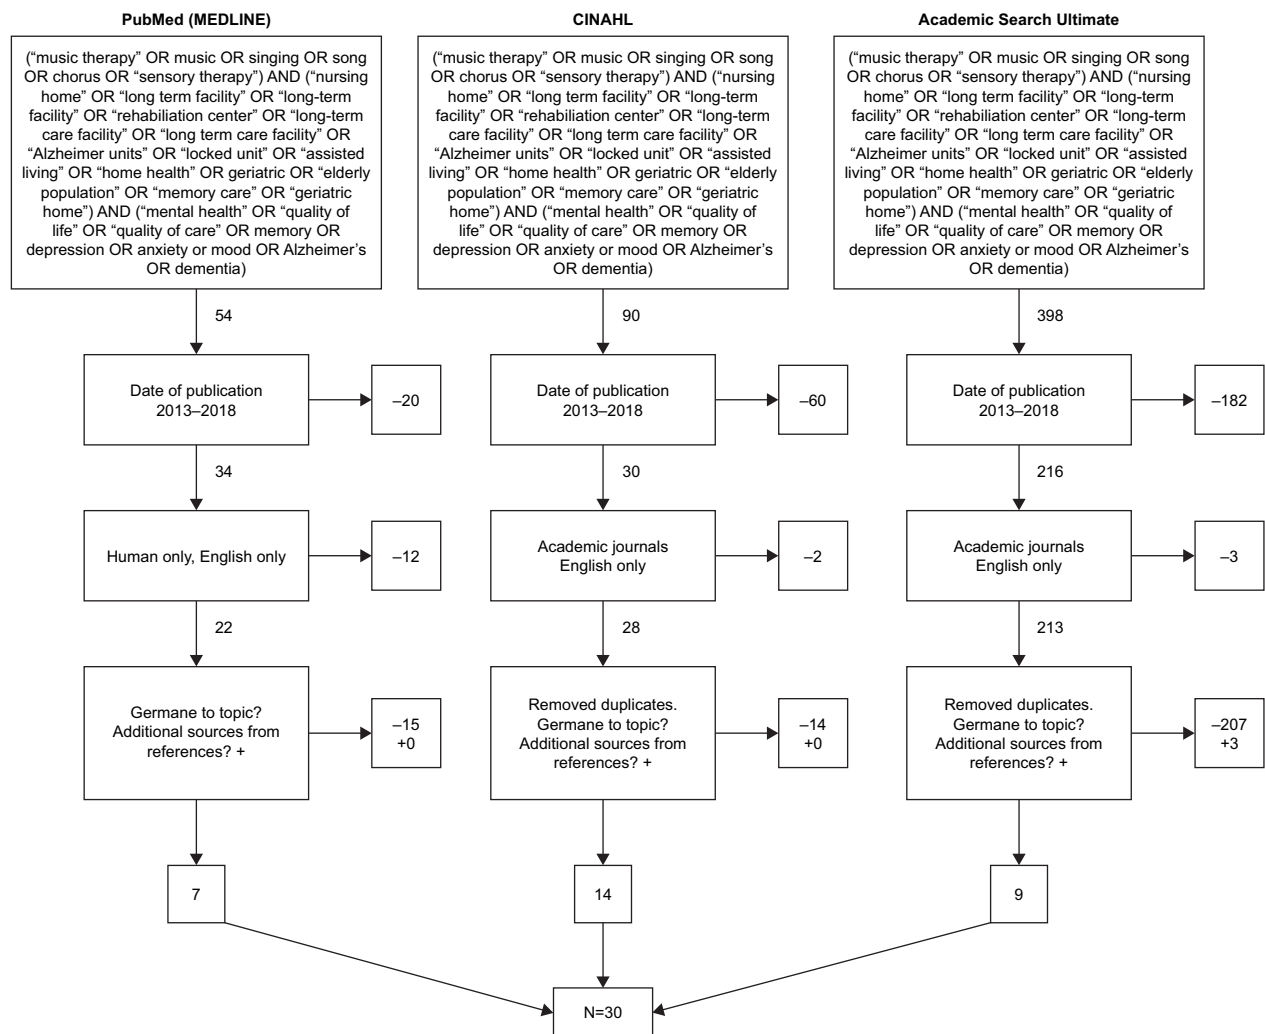 PubMed (MEDLINE)
(“music therapy” OR music OR singing OR song
OR chorus OR “sensory therapy”) AND (“nursing
home” OR “long term facility” OR “long-term
facility” OR “rehabiliation center” OR “long-term
care facility” OR “long term care facility” OR
“Alzheimer units” OR “locked unit” OR “assisted
living” OR “home health” OR geriatric OR “elderly
population” OR “memory care” OR “geriatric
home”) AND (“mental health” OR “quality of
life” OR “quality of care” OR memory OR
depression OR anxiety or mood OR Alzheimer’s
OR dementia)
CINAHL
(“music therapy” OR music OR singing OR song
OR chorus OR “sensory therapy”) AND (“nursing
home” OR “long term facility” OR “long-term
facility” OR “rehabiliation center” OR “long-term
care facility” OR “long term care facility” OR
“Alzheimer units” OR “locked unit” OR “assisted
living” OR “home health” OR geriatric OR “elderly
population” OR “memory care” OR “geriatric
home”) AND (“mental health” OR “quality of
life” OR “quality of care” OR memory OR
depression OR anxiety or mood OR Alzheimer’s
OR dementia)
Academic Search Ultimate
(“music therapy” OR music OR singing OR song
OR chorus OR “sensory therapy”) AND (“nursing
home” OR “long term facility” OR “long-term
facility” OR “rehabiliation center” OR “long-term
care facility” OR “long term care facility” OR
“Alzheimer units” OR “locked unit” OR “assisted
living” OR “home health” OR geriatric OR “elderly
population” OR “memory care” OR “geriatric
home”) AND (“mental health” OR “quality of
life” OR “quality of care” OR memory OR
depression OR anxiety or mood OR Alzheimer’s
OR dementia)
54
90
398
Date of publication
2013–2018
–20
Date of publication
2013–2018
–60
Date of publication
2013–2018
–182
34
30
216
Human only, English only
–12
Academic journals
English only
–2
Academic journals
English only
–3
22
28
213
Germane to topic?
Additional sources from
references? +
–15
+0
Removed duplicates.
Germane to topic?
Additional sources from
references? +
–14
+0
Removed duplicates.
Germane to topic?
Additional sources from
references? +
–207
+3
7
14
9
N=30